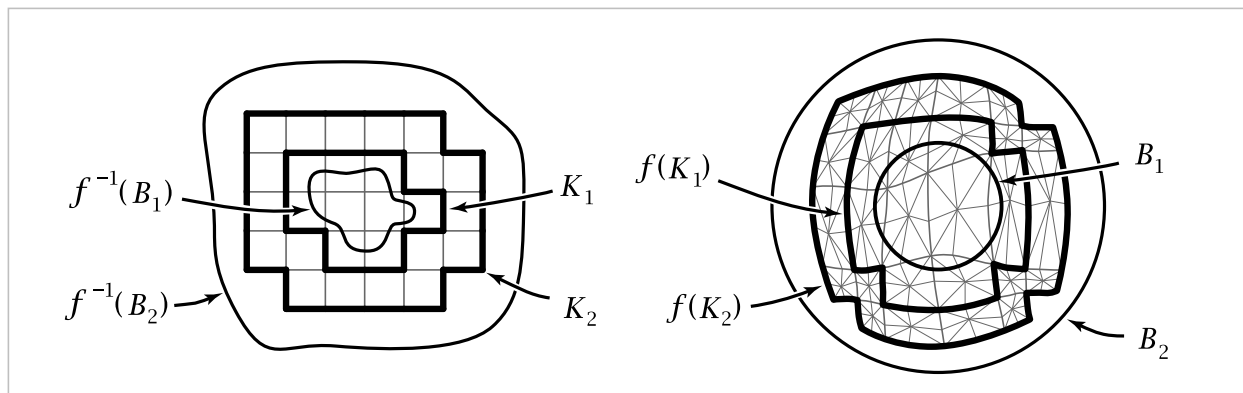 f⁻¹(B₁)
f⁻¹(B₂)
K₁
K₂
f(K₁)
f(K₂)
B₁
B₂